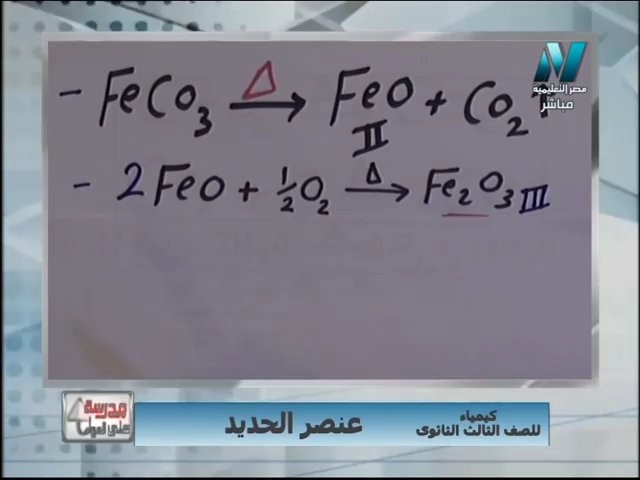 مصر التعليمية
مباشر
- FeCo₃ —Δ→ FeO + Co₂↑
II
- 2FeO + ½O₂ —Δ→ Fe₂O₃ III
مدرسة
على الهواء
عنصر الحديد
كيمياء
للصف الثالث الثانوى